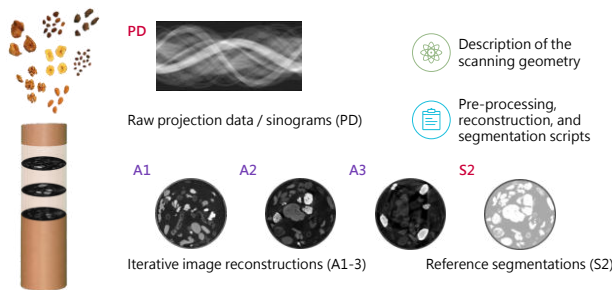 PD
Raw projection data / sinograms (PD)
Description of the
scanning geometry
Pre-processing,
reconstruction, and
segmentation scripts
A1
A2
A3
S2
Iterative image reconstructions (A1-3)
Reference segmentations (S2)